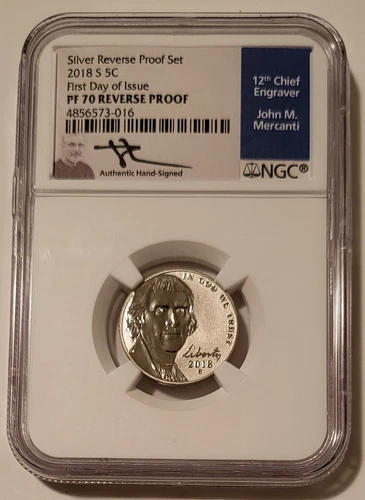 Silver Reverse Proof Set
2018 S 5C
First Day of Issue
PF 70 REVERSE PROOF
4856573-016
Authentic Hand-Signed
12th Chief
Engraver
John M.
Mercanti
NGC®
IN GOD WE TRUST
Liberty
2018
S